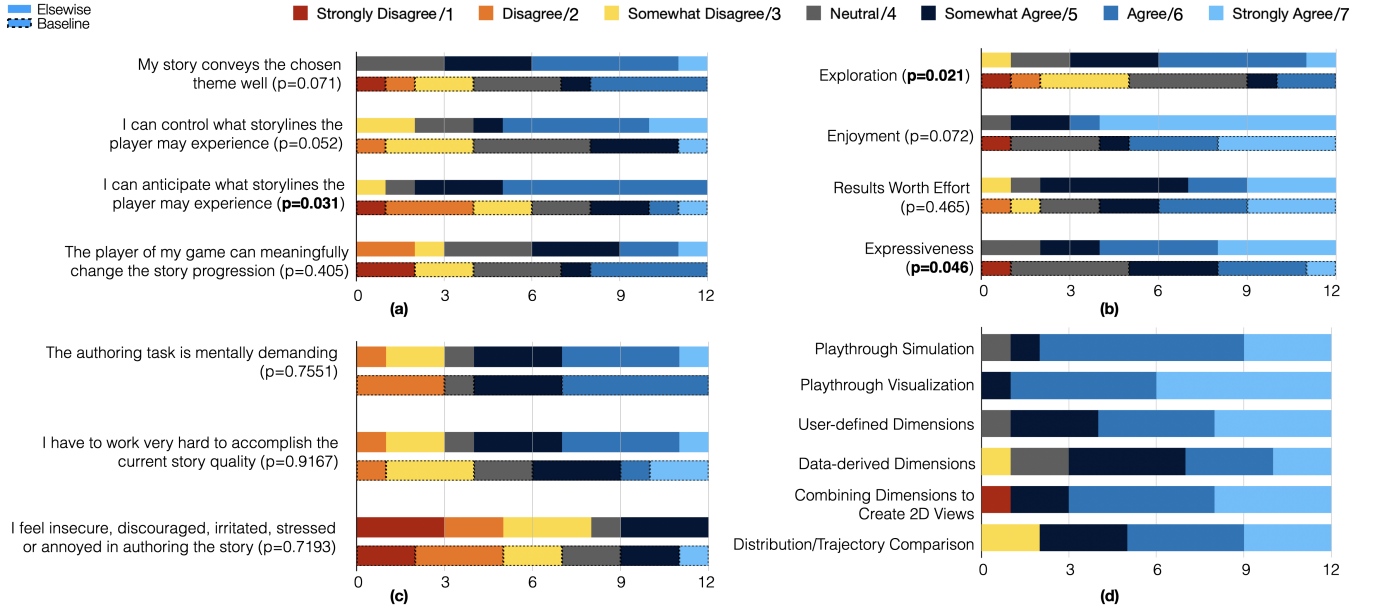 Elsewise
Baseline
Strongly Disagree/1
Disagree/2
Somewhat Disagree/3
Neutral/4
Somewhat Agree/5
Agree/6
Strongly Agree/7
My story conveys the chosen
theme well (p=0.071)
I can control what storylines the
player may experience (p=0.052)
I can anticipate what storylines the
player may experience (p=0.031)
The player of my game can meaningfully
change the story progression (p=0.405)
0 3 6 9 12
(a)
Exploration (p=0.021)
Enjoyment (p=0.072)
Results Worth Effort
(p=0.465)
Expressiveness
(p=0.046)
0 3 6 9 12
(b)
The authoring task is mentally demanding
(p=0.7551)
I have to work very hard to accomplish the
current story quality (p=0.9167)
I feel insecure, discouraged, irritated, stressed
or annoyed in authoring the story (p=0.7193)
0 3 6 9 12
(c)
Playthrough Simulation
Playthrough Visualization
User-defined Dimensions
Data-derived Dimensions
Combining Dimensions to
Create 2D Views
Distribution/Trajectory Comparison
0 3 6 9 12
(d)